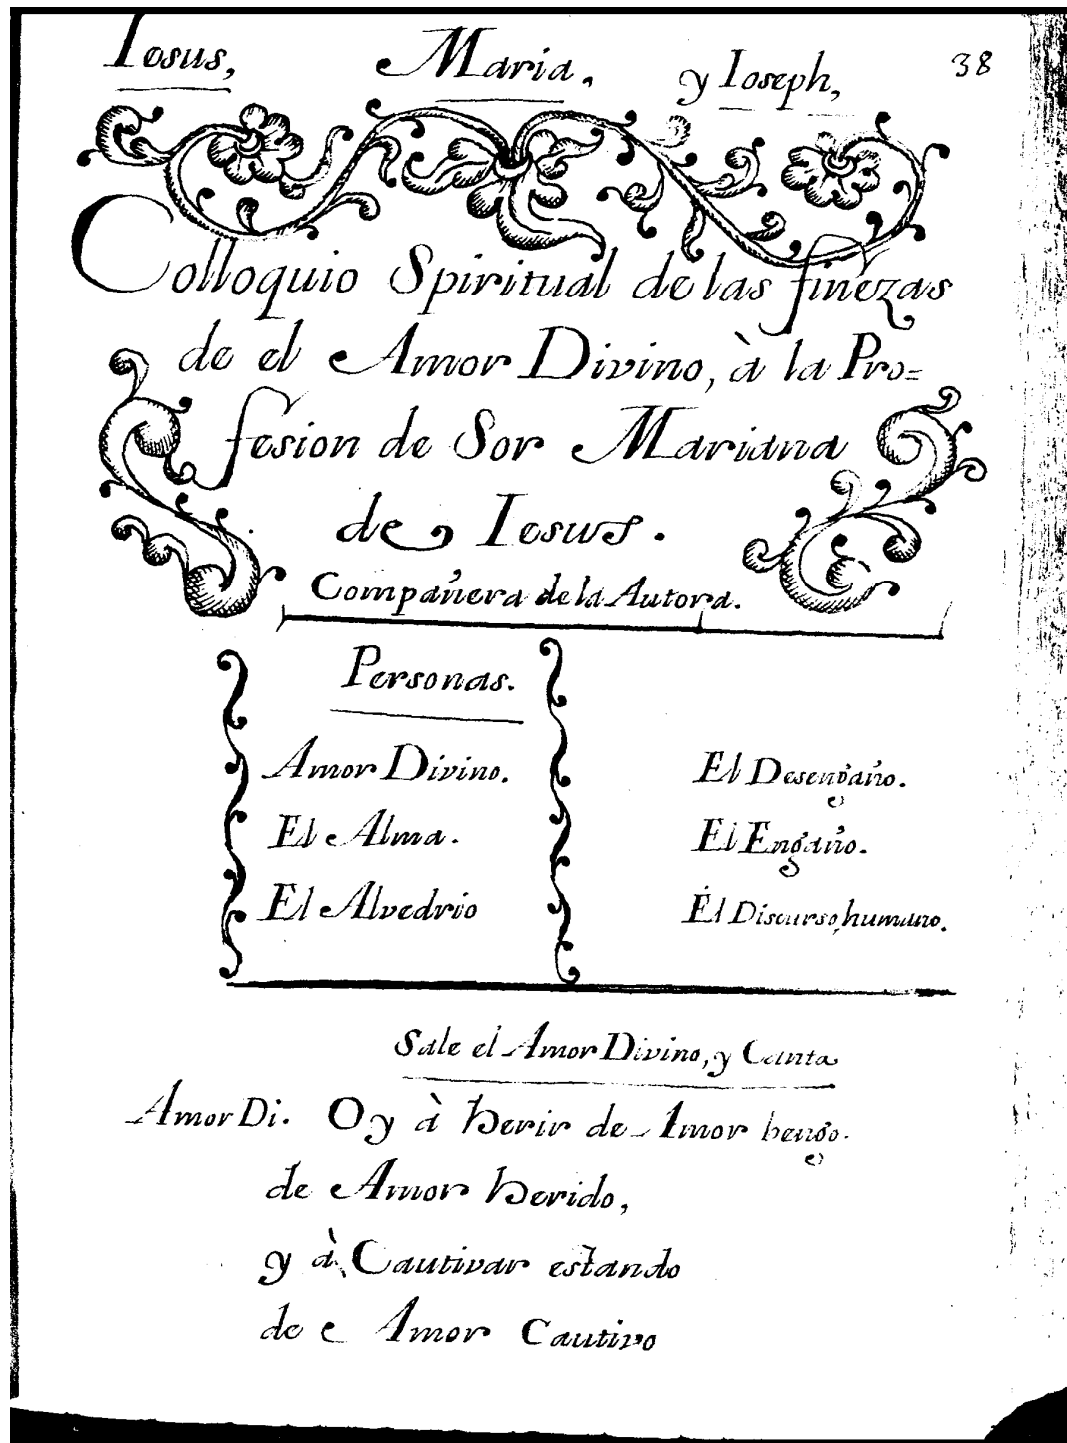 Iesus, Maria, y Ioseph, 38
Colloquio Spiritual de las finezas
de el Amor Divino, à la Pro=
fesion de Sor Mariana
de Iesus.
Compañera de la Autora.
Personas.
Amor Divino. El Desengaño.
El Alma. El Engaño.
El Alvedrio El Discurso, humano.
Sale el Amor Divino, y Canta
Amor Di. Oy à herir de Amor bengo.
de Amor herido,
y à Cautivar estando
de Amor Cautivo